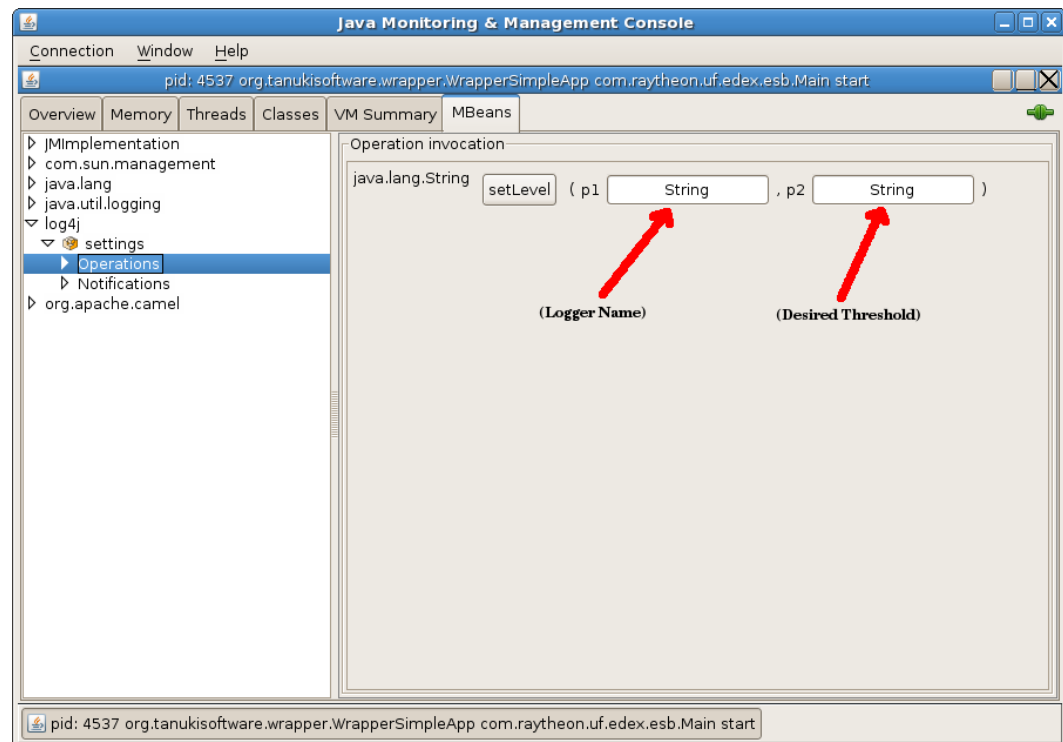 Java Monitoring & Management Console
Connection Window Help
pid: 4537 org.tanukisoftware.wrapper.WrapperSimpleApp com.raytheon.uf.edex.esb.Main start
Overview Memory Threads Classes VM Summary MBeans
JMImplementation
com.sun.management
java.lang
java.util.logging
log4j
settings
Operations
Notifications
org.apache.camel
Operation invocation
java.lang.String setLevel ( p1 String , p2 String )
(Logger Name) (Desired Threshold)
pid: 4537 org.tanukisoftware.wrapper.WrapperSimpleApp com.raytheon.uf.edex.esb.Main start